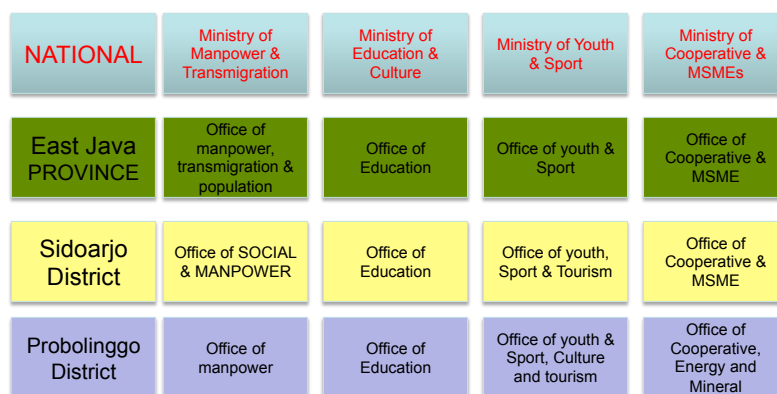 NATIONAL
Ministry of
Manpower &
Transmigration
Ministry of
Education &
Culture
Ministry of Youth
& Sport
Ministry of
Cooperative &
MSMEs
East Java
PROVINCE
Office of
manpower,
transmigration &
population
Office of
Education
Office of youth &
Sport
Office of
Cooperative &
MSME
Sidoarjo
District
Office of SOCIAL
& MANPOWER
Office of
Education
Office of youth,
Sport & Tourism
Office of
Cooperative &
MSME
Probolinggo
District
Office of
manpower
Office of
Education
Office of youth &
Sport, Culture
and tourism
Office of
Cooperative,
Energy and
Mineral